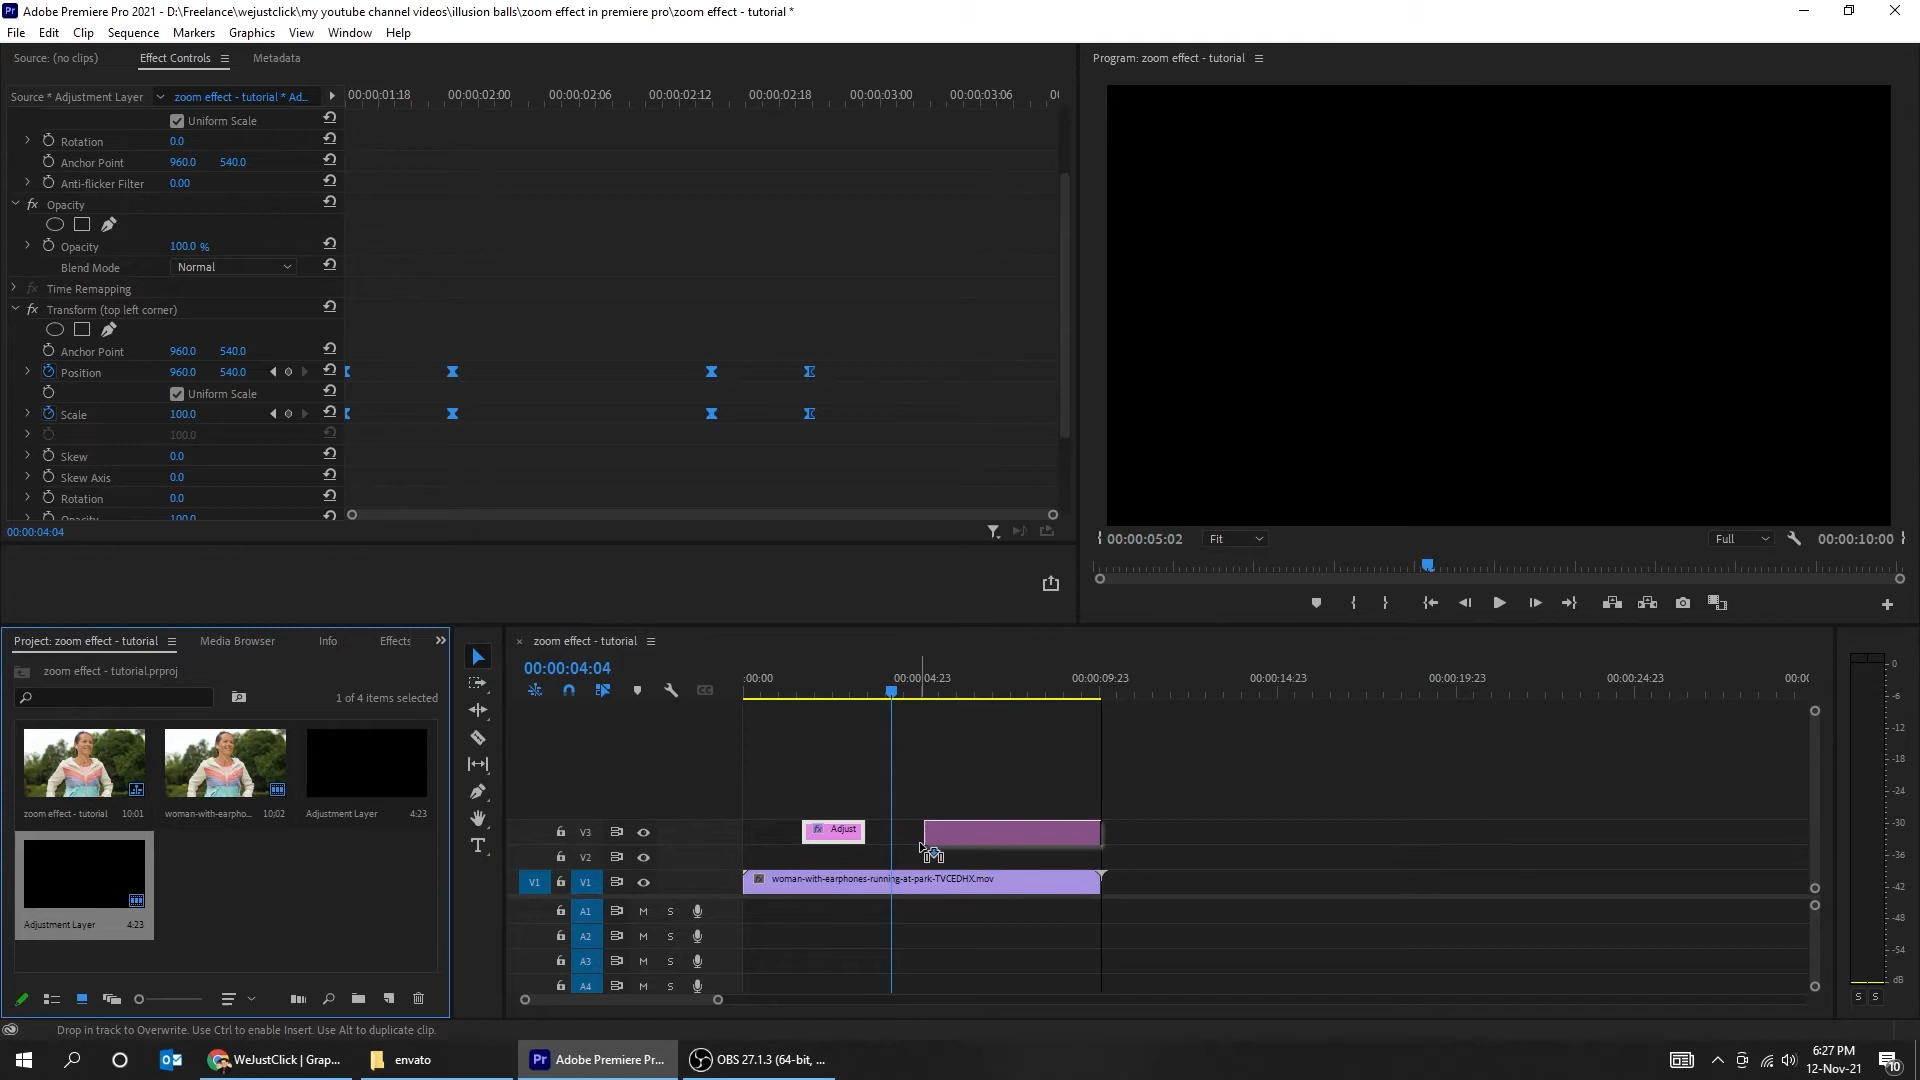 Adobe Premiere Pro 2021 - D:\Freelance\wejustclick\my youtube channel videos\illusion balls\zoom effect in premiere pro\zoom effect - tutorial *
File Edit Clip Sequence Markers Graphics View Window Help
Source: (no clips) Effect Controls Metadata
Source * Adjustment Layer zoom effect - tutorial * Ad...
00:00:01:18 00:00:02:00 00:00:02:06 00:00:02:12 00:00:02:18 00:00:03:00 00:00:03:06
Uniform Scale
Rotation 0.0
Anchor Point 960.0 540.0
Anti-flicker Filter 0.00
fx Opacity
Opacity 100.0 %
Blend Mode Normal
fx Time Remapping
fx Transform (top left corner)
Anchor Point 960.0 540.0
Position 960.0 540.0
Uniform Scale
Scale 100.0
100.0
Skew 0.0
Skew Axis 0.0
Rotation 0.0
Opacity 100.0
00:00:04:04
Program: zoom effect - tutorial
00:00:05:02 Fit Full 00:00:10:00
Project: zoom effect - tutorial Media Browser Info Effects
zoom effect - tutorial.prproj
1 of 4 items selected
zoom effect - tutorial 10:01
woman-with-earpho... 10;02
Adjustment Layer 4:23
Adjustment Layer 4:23
zoom effect - tutorial
00:00:04:04
:00:00 00:00:04:23 00:00:09:23 00:00:14:23 00:00:19:23 00:00:24:23 00:00
V3 fx Adjust
V2
V1 V1 fx woman-with-earphones-running-at-park-TVCEDHX.mov
A1 M S
A2 M S
A3 M S
A4 M S
0
-6
-12
-18
-24
-30
-36
-42
-48
-54
dB
S S
Drop in track to Overwrite. Use Ctrl to enable Insert. Use Alt to duplicate clip.
WeJustClick | Grap... envato Adobe Premiere Pr... OBS 27.1.3 (64-bit, ...
6:27 PM
12-Nov-21
10